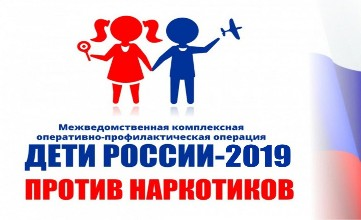 Межведомственная комплексная
оперативно-профилактическая операция
ДЕТИ РОССИИ-2019
ПРОТИВ НАРКОТИКОВ